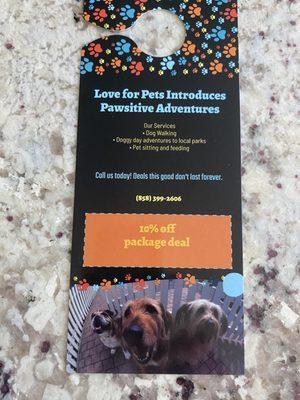 Love for Pets Introduces
Pawsitive Adventures
Our Services
• Dog Walking
• Doggy day adventures to local parks
• Pet sitting and feeding
Call us today! Deals this good don't last forever.
(858) 399-2606
10% off
package deal